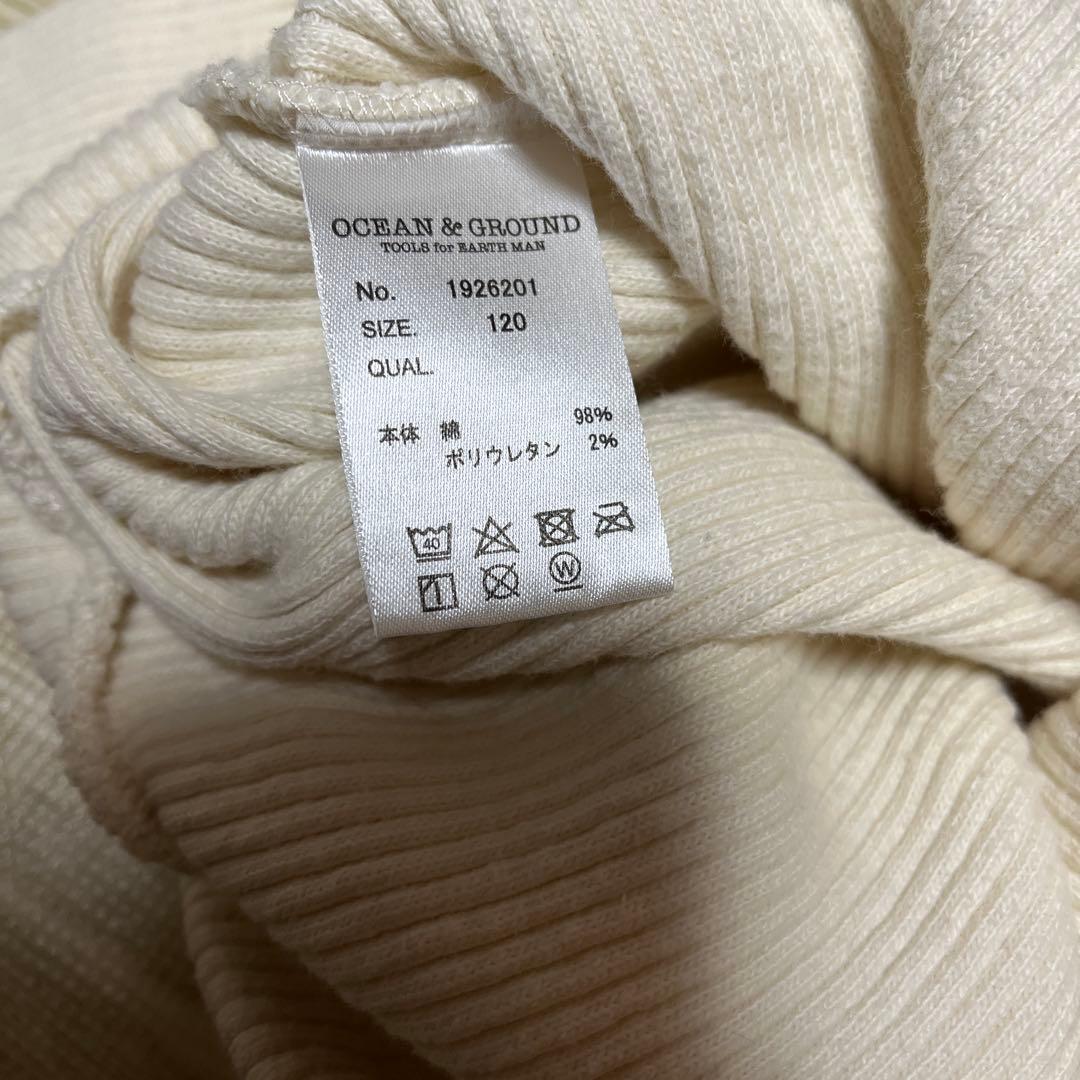 OCEAN & GROUND
TOOLS for EARTH MAN
No. 1926201
SIZE. 120
QUAL.
本体 綿 98%
ポリウレタン 2%
40
W